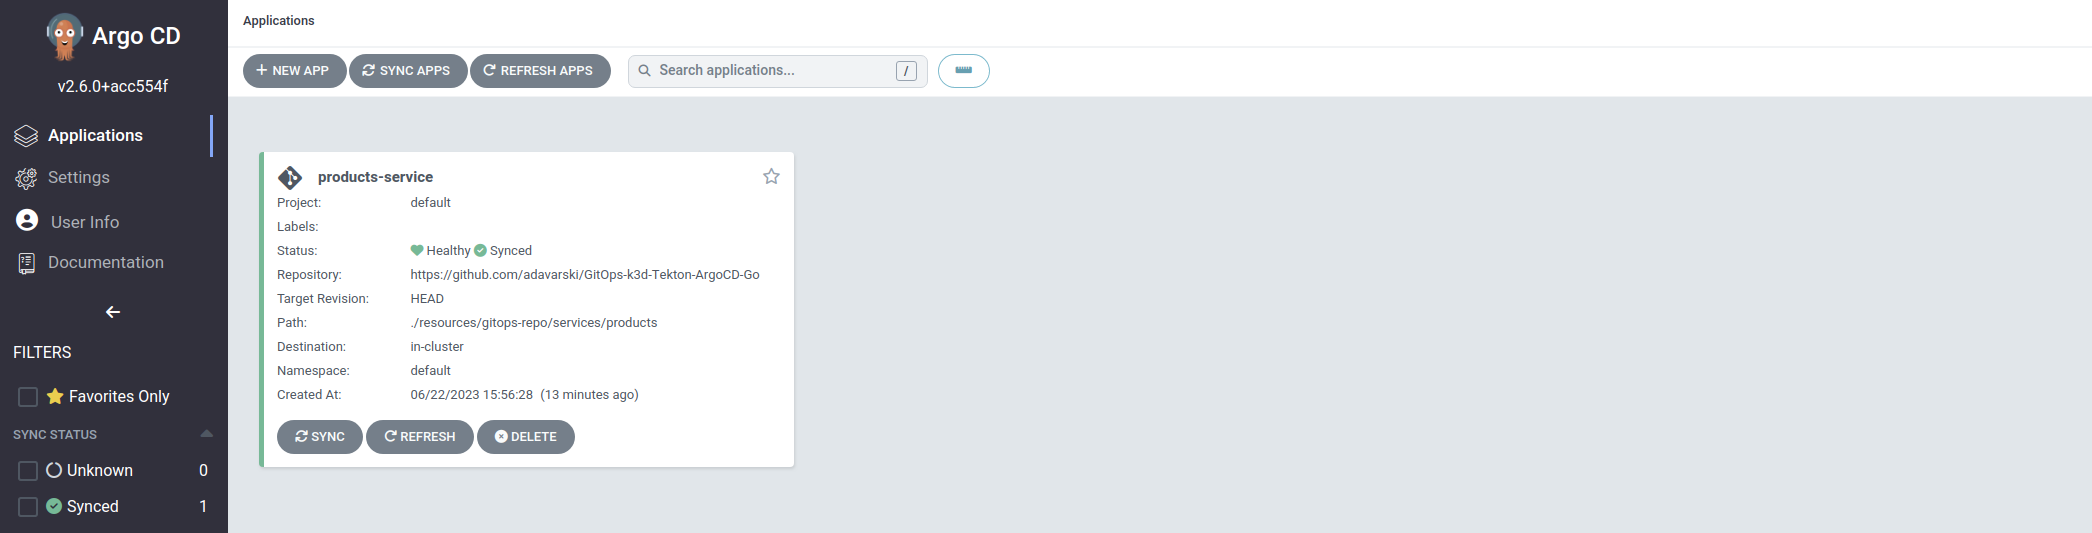 Argo CD
v2.6.0+acc554f
Applications
Settings
User Info
Documentation
FILTERS
Favorites Only
SYNC STATUS
Unknown 0
Synced 1
Applications
NEW APP SYNC APPS REFRESH APPS Search applications... /
products-service
Project: default
Labels:
Status: Healthy Synced
Repository: https://github.com/adavarski/GitOps-k3d-Tekton-ArgoCD-Go
Target Revision: HEAD
Path: ./resources/gitops-repo/services/products
Destination: in-cluster
Namespace: default
Created At: 06/22/2023 15:56:28 (13 minutes ago)
SYNC REFRESH DELETE